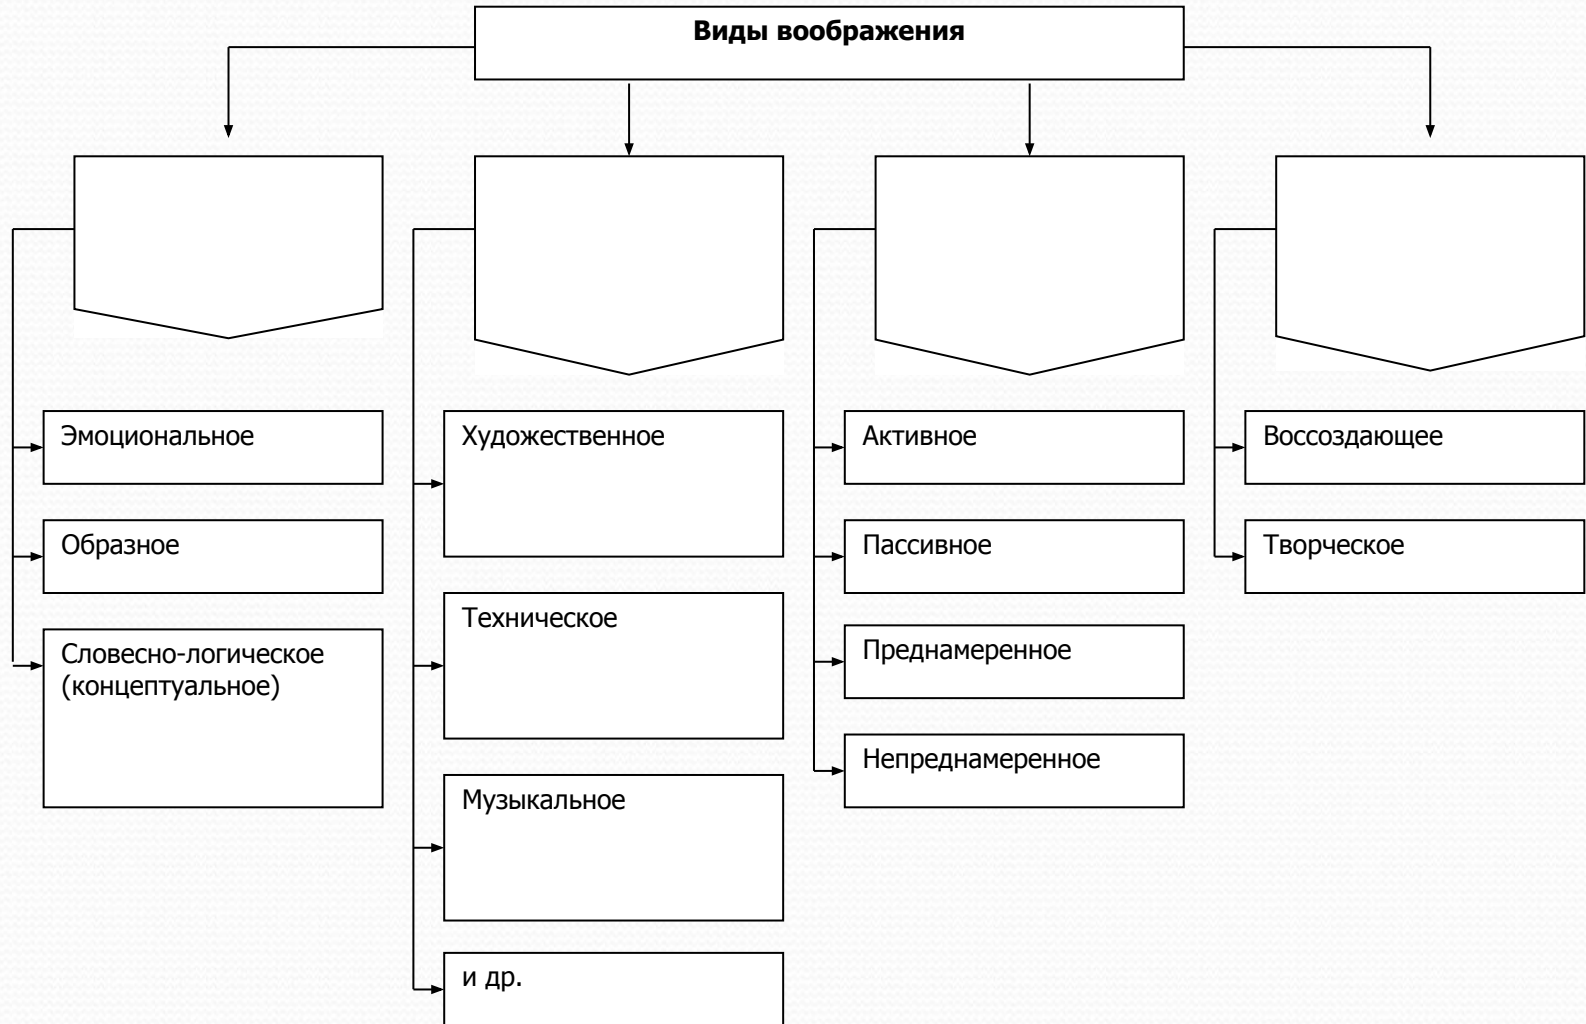 Виды воображения
Эмоциональное
Образное
Словесно-логическое
(концептуальное)
Художественное
Техническое
Музыкальное
и др.
Активное
Пассивное
Преднамеренное
Непреднамеренное
Воссоздающее
Творческое